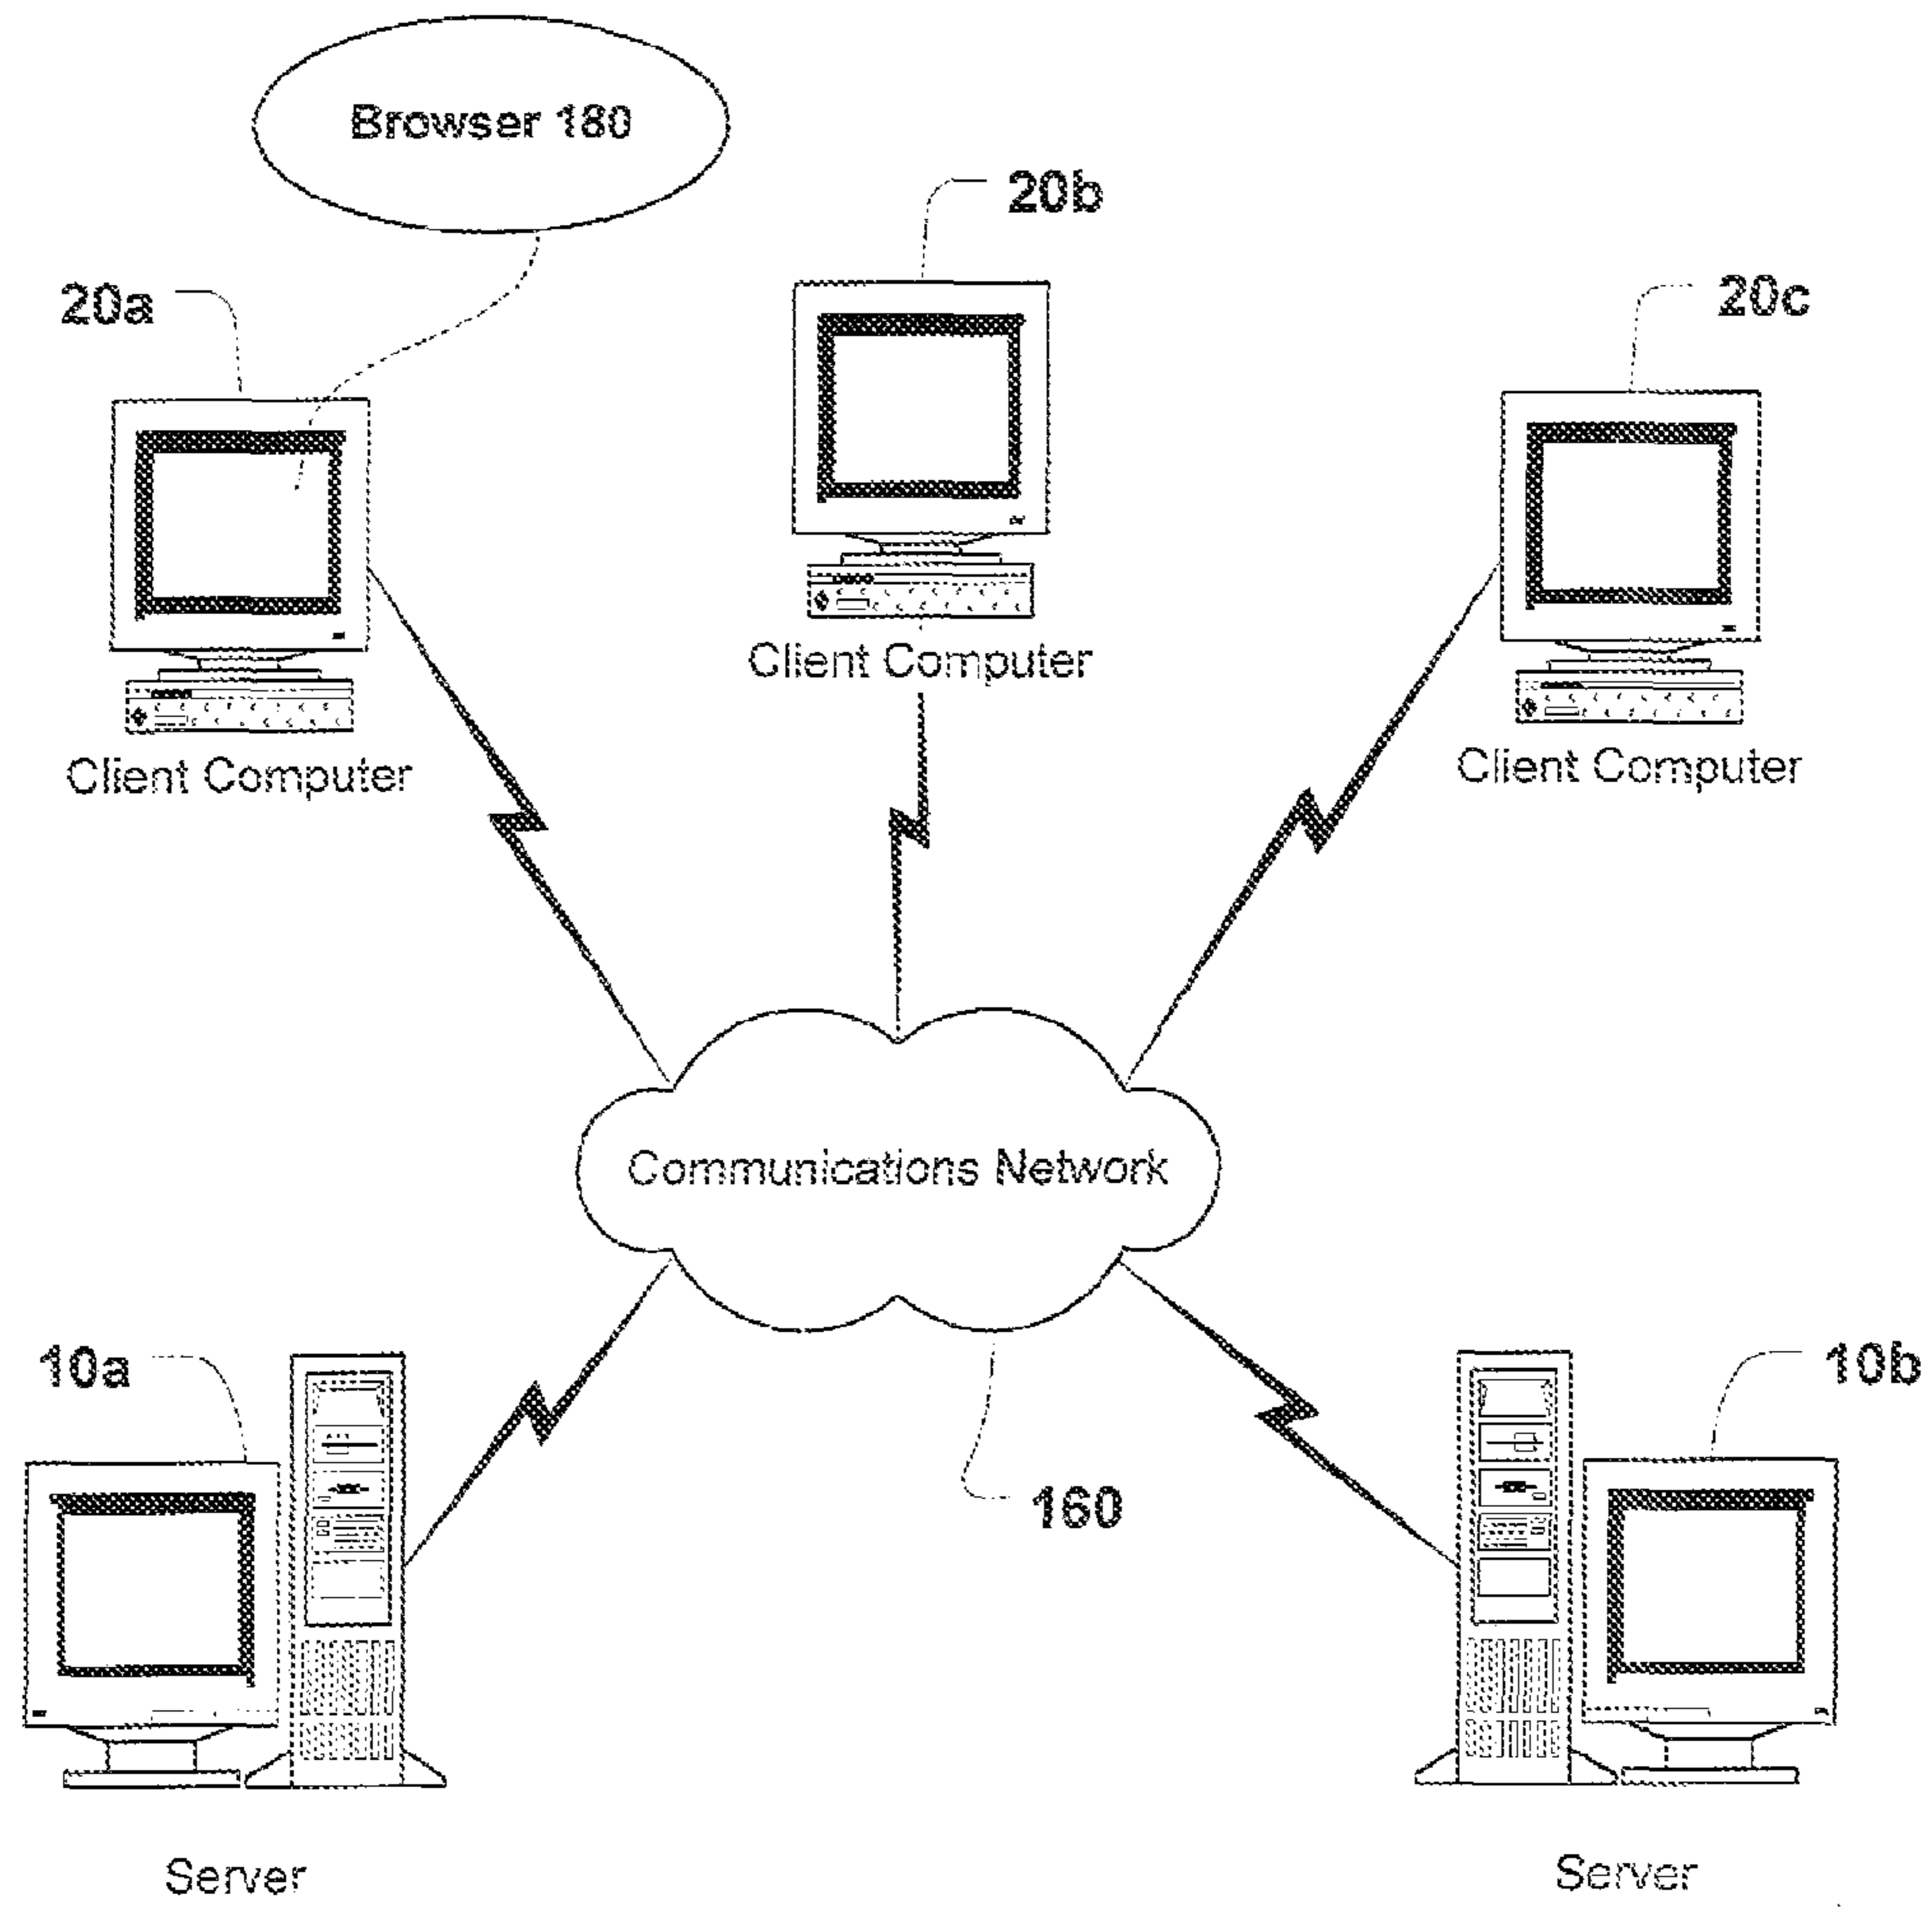 Browser 180
20b
20a
20c
Client Computer
Client Computer
Client Computer
Communications Network
10a
10b
160
Server
Server